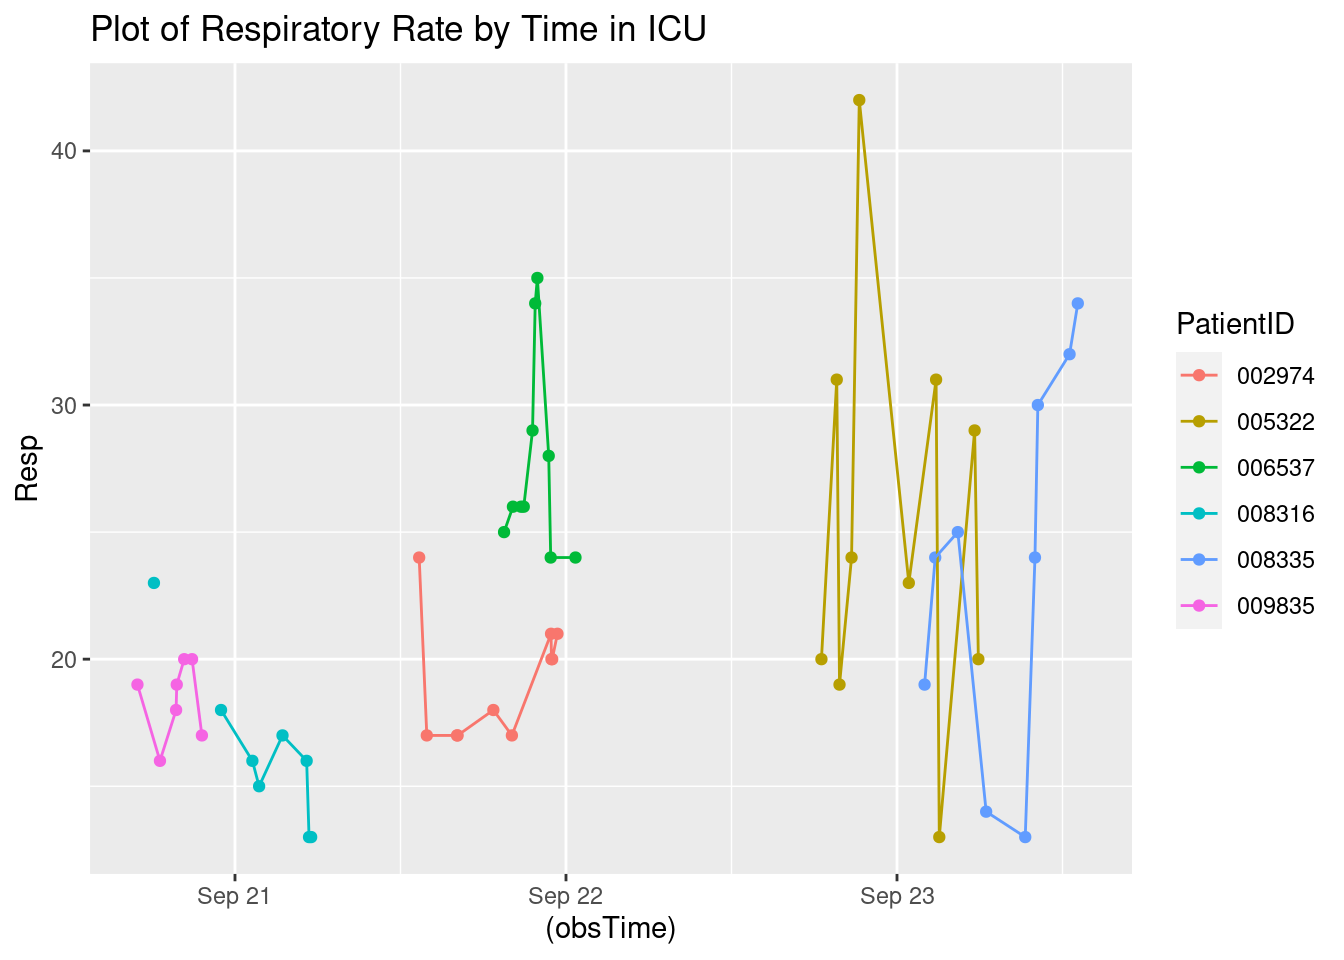 Plot of Respiratory Rate by Time in ICU
Resp
40
30
20
Sep 21
Sep 22
Sep 23
(obsTime)
PatientID
002974
005322
006537
008316
008335
009835